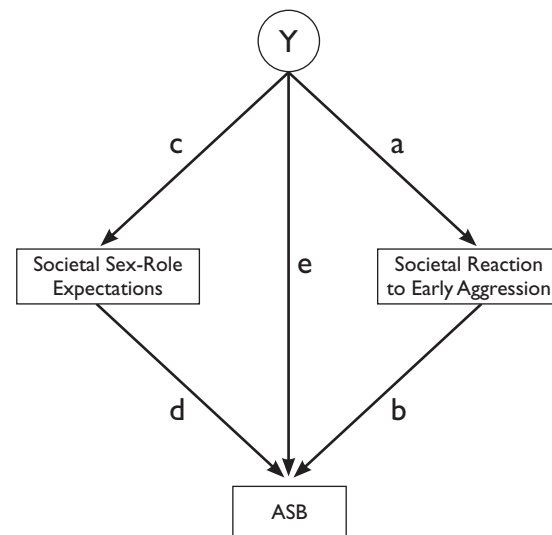 Y
c
a
Societal Sex-Role
Expectations
e
Societal Reaction
to Early Aggression
d
b
ASB